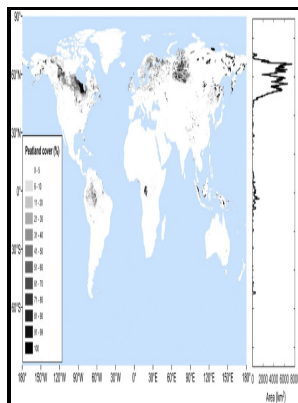 90°
60°N
30°N
0°
30°S
60°S
Peatland cover (%)
0 - 5
5 - 10
11 - 20
21 - 30
31 - 40
41 - 50
51 - 60
61 - 70
71 - 80
81 - 90
91 - 99
100
180° 150°W 120°W 90°W 60°W 30°W 0° 30°E 60°E 90°E 120°E 150°E 180°
0 2000 4000 6000 8000
Area (km²)